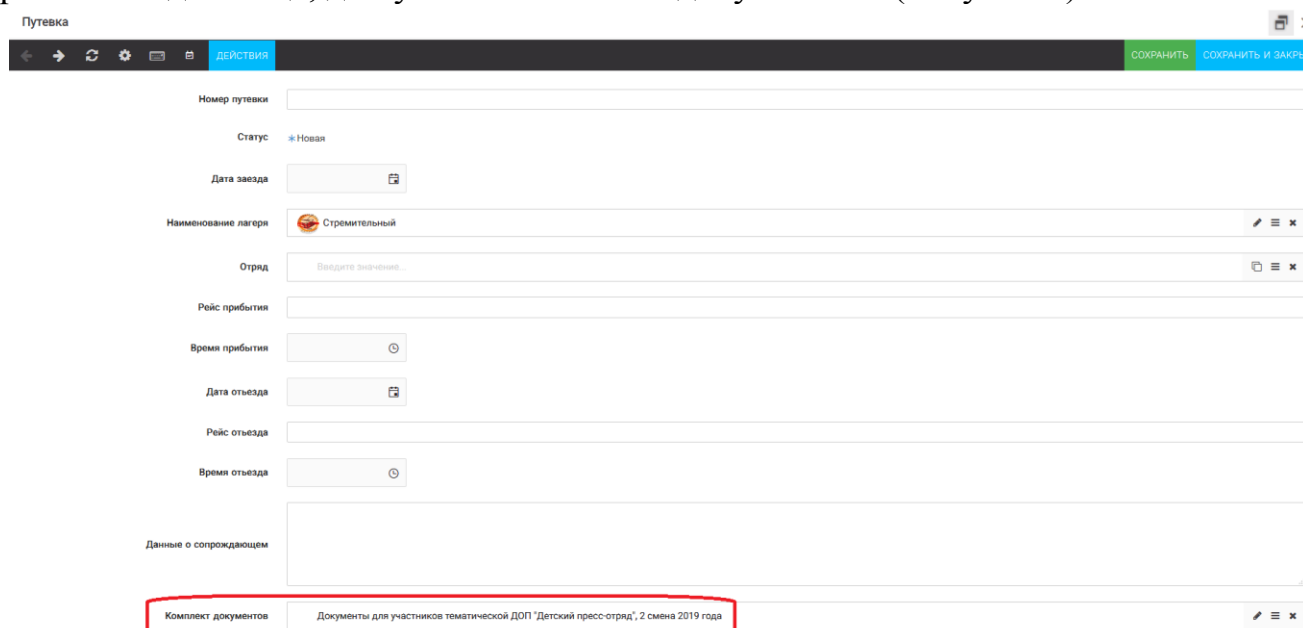 Путевка
ДЕЙСТВИЯ СОХРАНИТЬ СОХРАНИТЬ И ЗАКРЕ
Номер путевки
Статус Новая
Дата заезда
Наименование лагеря Стремительный
Отряд Введите значение...
Рейс прибытия
Время прибытия
Дата отъезда
Рейс отъезда
Время отъезда
Данные о сопрождающем
Комплект документов Документы для участников тематической ДОП "Детский пресс-отряд", 2 смена 2019 года